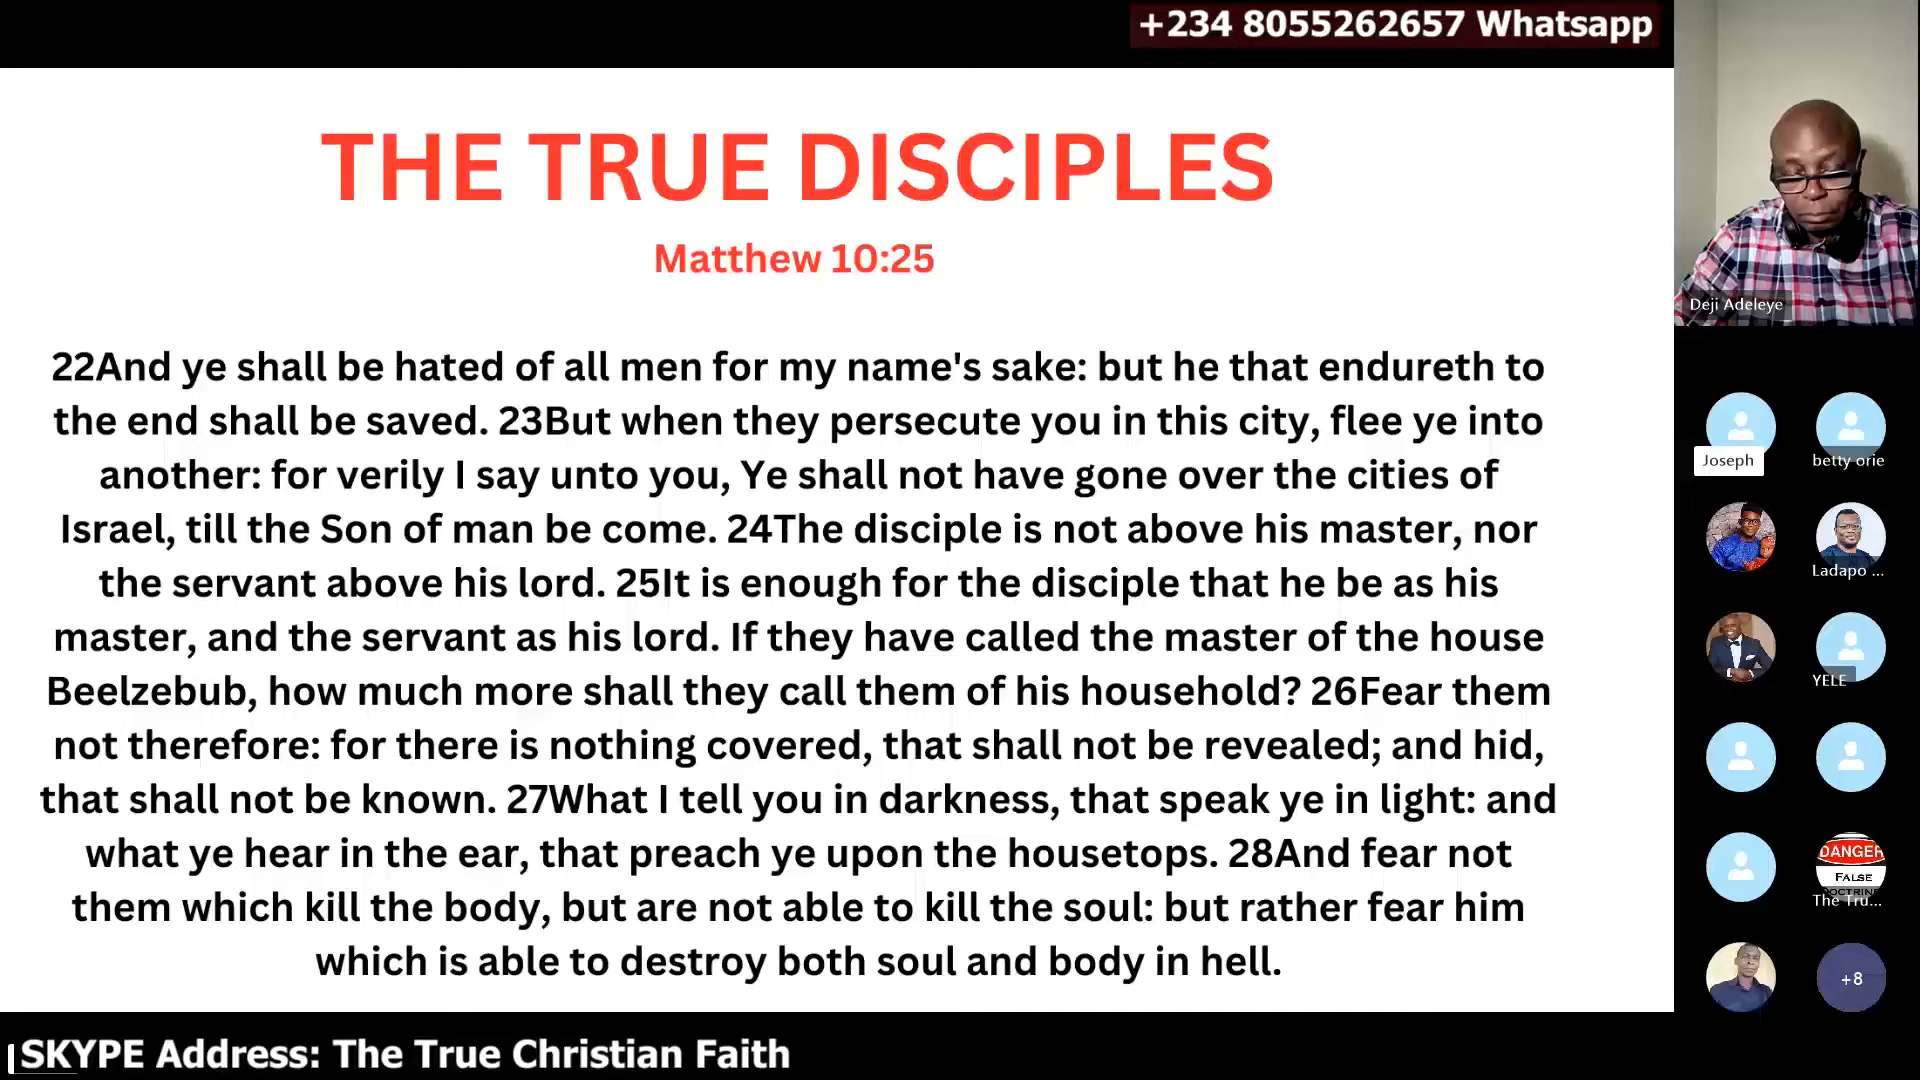 +234 8055262657 Whatsapp
THE TRUE DISCIPLES
Matthew 10:25
22And ye shall be hated of all men for my name's sake: but he that endureth to
the end shall be saved. 23But when they persecute you in this city, flee ye into
another: for verily I say unto you, Ye shall not have gone over the cities of
Israel, till the Son of man be come. 24The disciple is not above his master, nor
the servant above his lord. 25It is enough for the disciple that he be as his
master, and the servant as his lord. If they have called the master of the house
Beelzebub, how much more shall they call them of his household? 26Fear them
not therefore: for there is nothing covered, that shall not be revealed; and hid,
that shall not be known. 27What I tell you in darkness, that speak ye in light: and
what ye hear in the ear, that preach ye upon the housetops. 28And fear not
them which kill the body, but are not able to kill the soul: but rather fear him
which is able to destroy both soul and body in hell.
SKYPE Address: The True Christian Faith
Deji Adeleye
Joseph
betty orie
Ladapo ...
YELE
DANGER
FALSE
DOCTRINE
The Tru...
+8